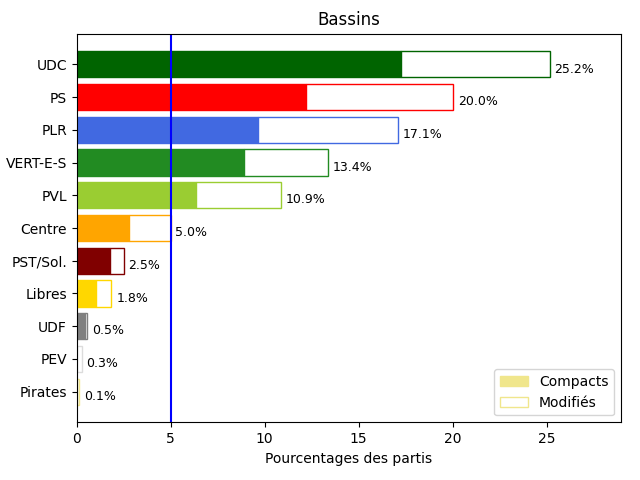 Bassins
UDC 25.2%
PS 20.0%
PLR 17.1%
VERT-E-S 13.4%
PVL 10.9%
Centre 5.0%
PST/Sol. 2.5%
Libres 1.8%
UDF 0.5%
PEV 0.3%
Pirates 0.1%
Compacts
Modifiés
0 5 10 15 20 25
Pourcentages des partis